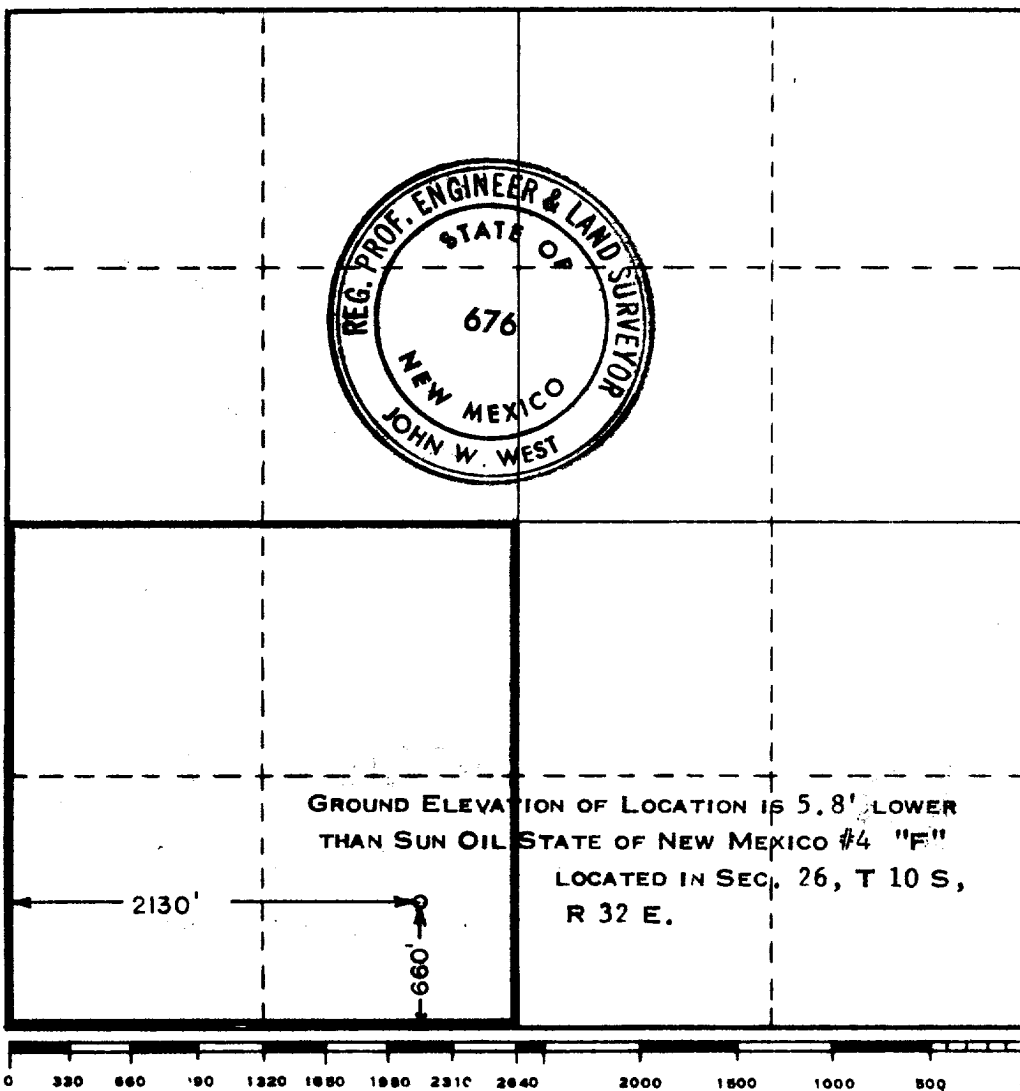 REG. PROF. ENGINEER & LAND SURVEYOR
STATE OF
676
NEW MEXICO
JOHN W. WEST
GROUND ELEVATION OF LOCATION IS 5.8' LOWER
THAN SUN OIL STATE OF NEW MEXICO #4 "F"
LOCATED IN SEC. 26, T 10 S,
R 32 E.
2130'
660'
0 330 660 '90 1320 1650 1980 2310 2640 2000 1500 1000 500